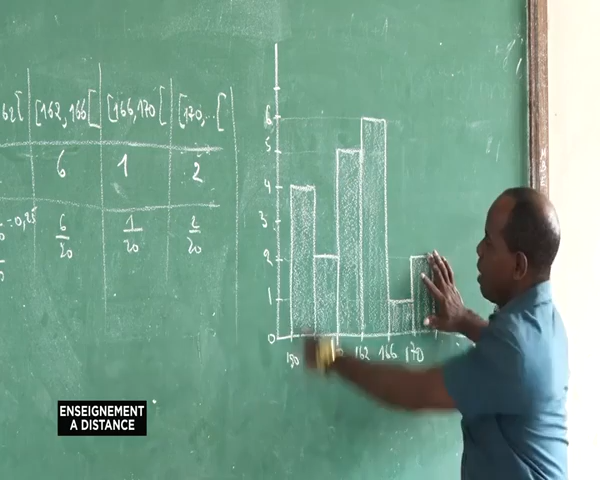 62[ [162, 166[ [166, 170[ [170, ..[
6 1 2
=0,25 6/20 1/20 2/20
6
5
4
3
2
1
0
150 162 166 170
ENSEIGNEMENT
A DISTANCE